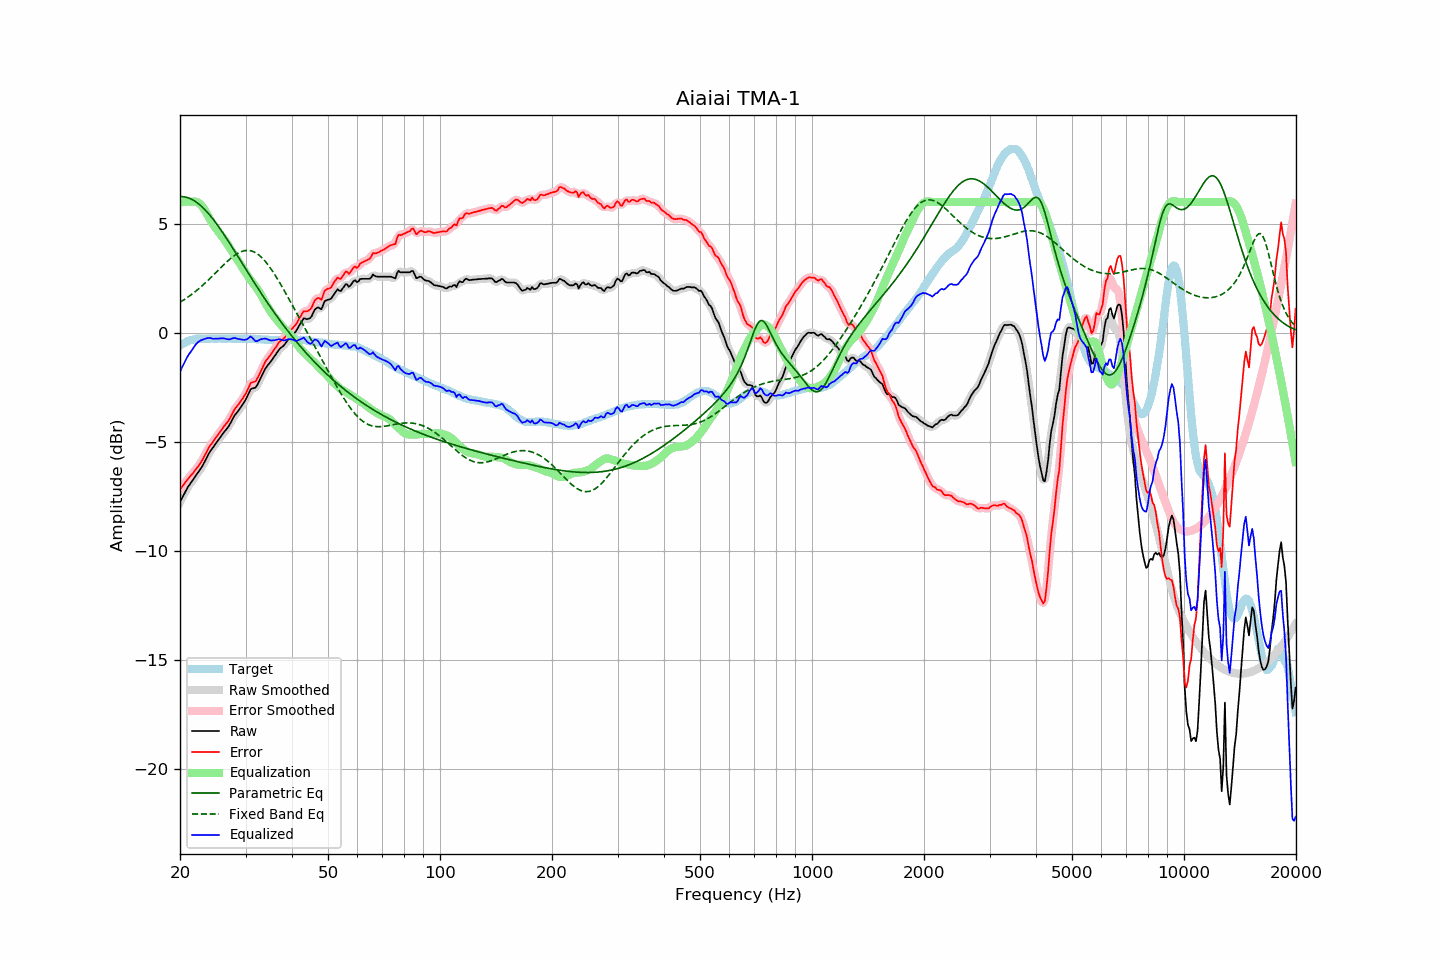 Aiaiai TMA-1
Amplitude (dBr)
5
0
−5
−10
−15
−20
Target
Raw Smoothed
Error Smoothed
Raw
Error
Equalization
Parametric Eq
Fixed Band Eq
Equalized
20 50 100 200 500 1000 2000 5000 10000 20000
Frequency (Hz)